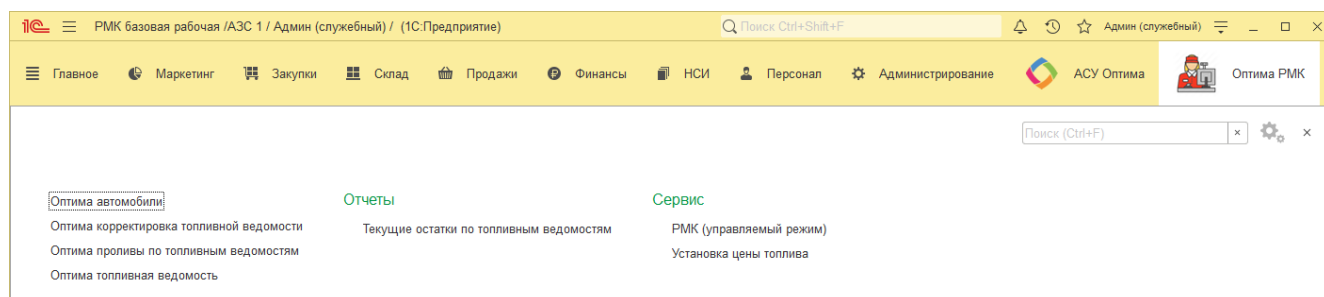 РМК базовая рабочая /АЗС 1 / Админ (служебный) / (1С:Предприятие) Поиск Ctrl+Shift+F Админ (служебный)
Главное Маркетинг Закупки Склад Продажи Финансы НСИ Персонал Администрирование АСУ Оптима Оптима РМК
Поиск (Ctrl+F)
Оптима автомобили Отчеты Сервис
Оптима корректировка топливной ведомости Текущие остатки по топливным ведомостям РМК (управляемый режим)
Оптима проливы по топливным ведомостям Установка цены топлива
Оптима топливная ведомость